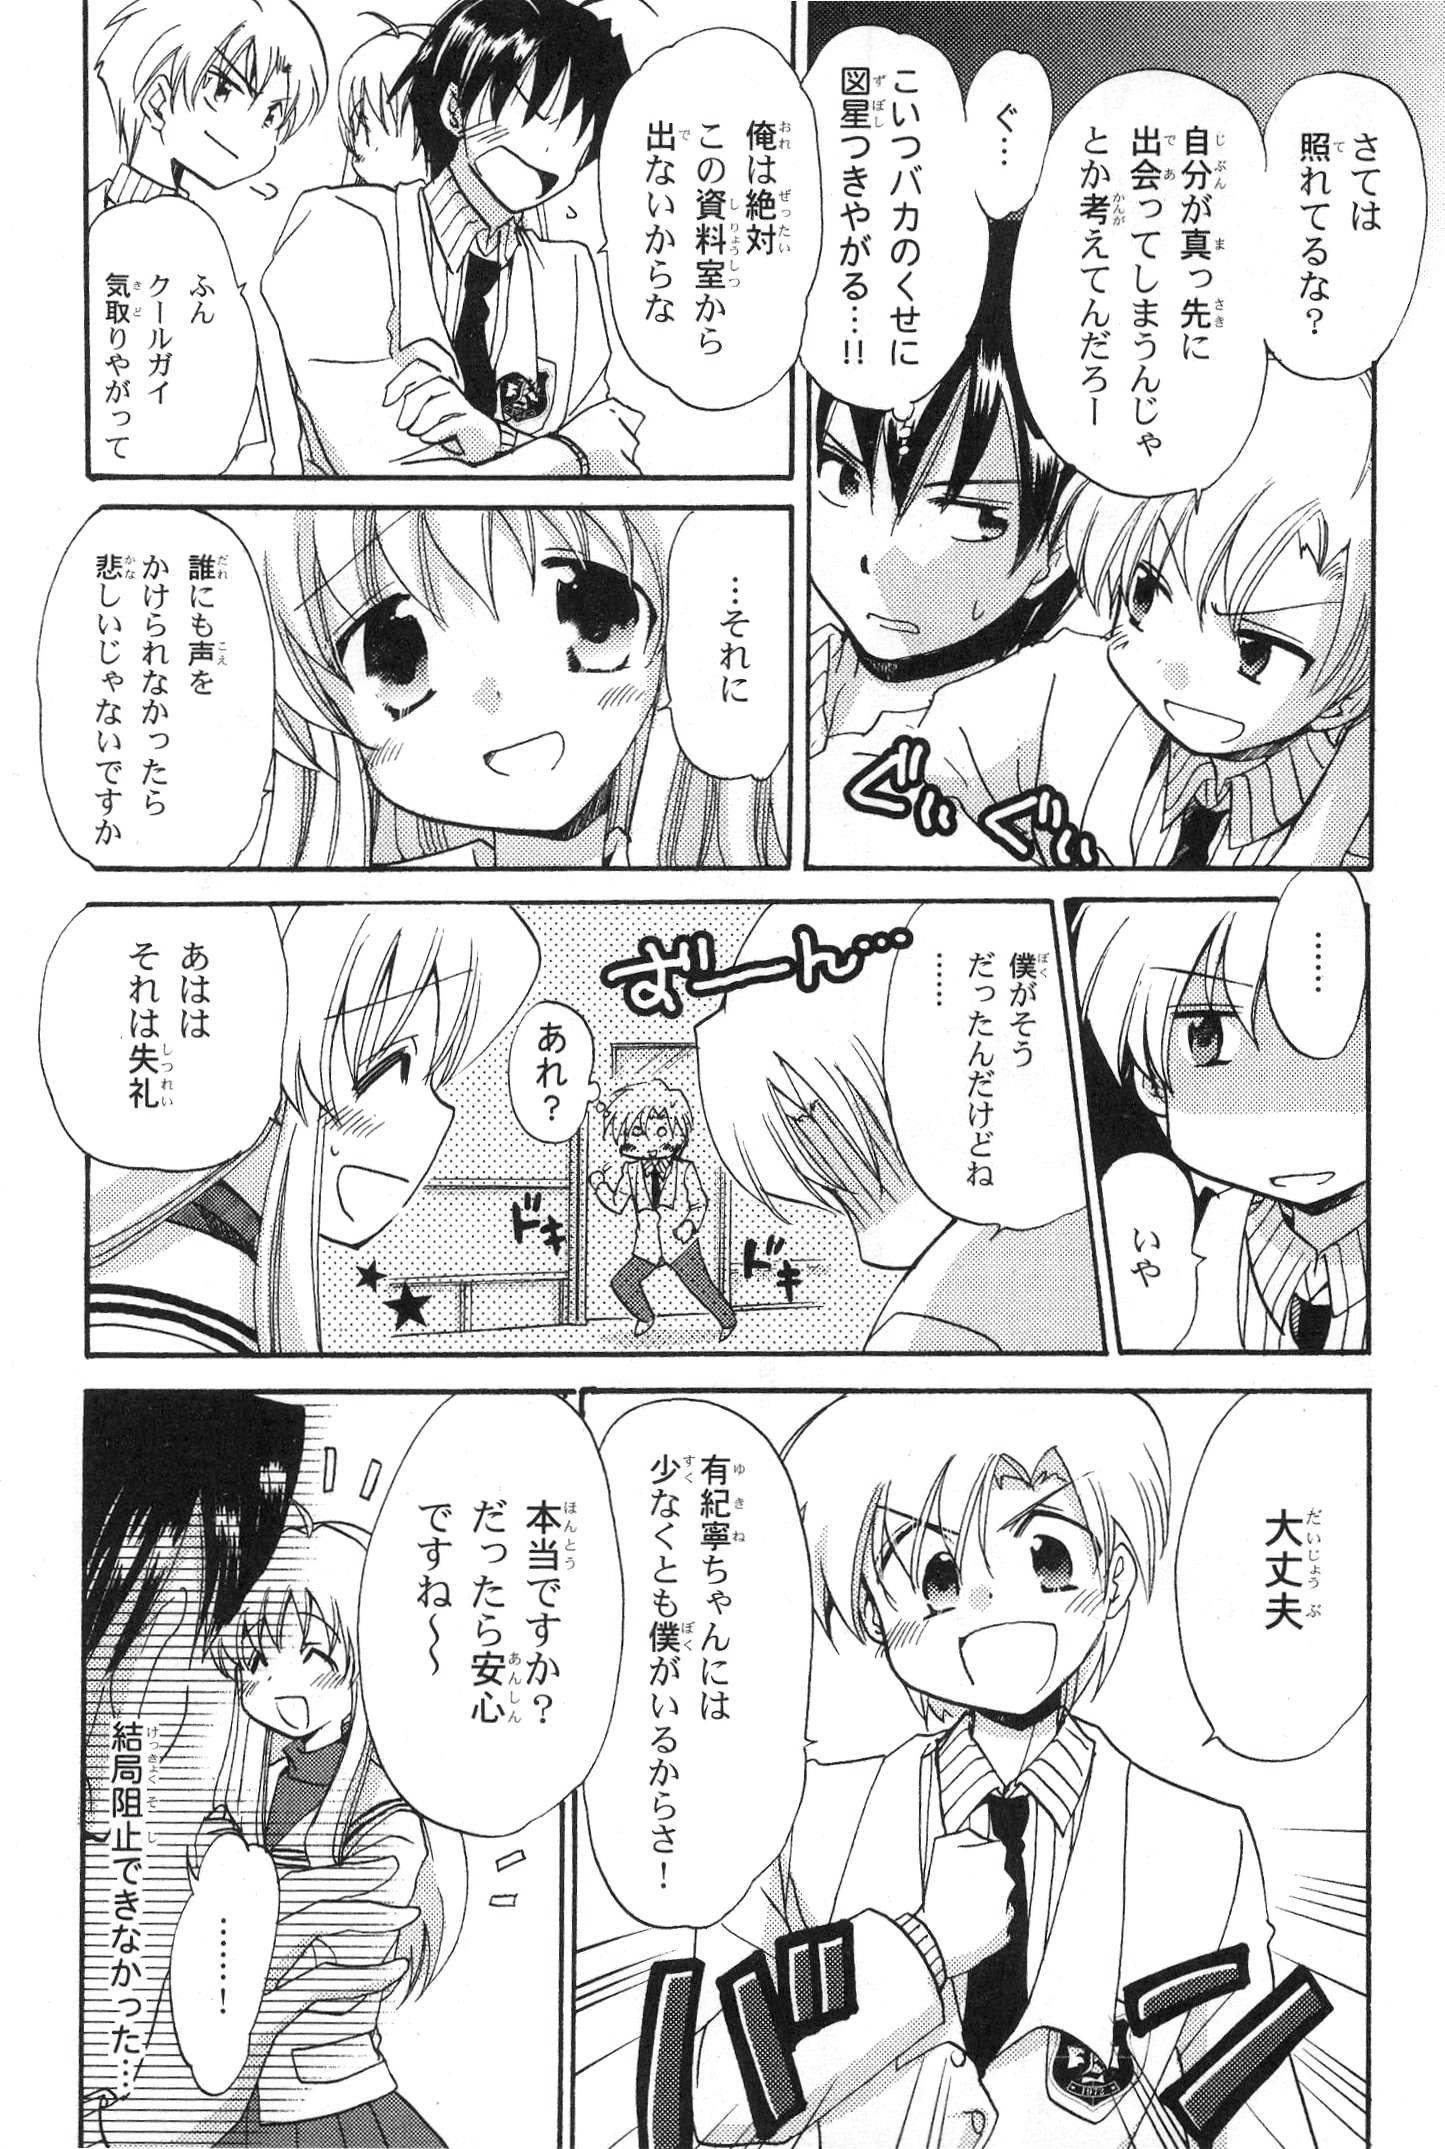 さては
照れてるな？
自分が真っ先に
出会ってしまうんじゃ
とか考えてんだろー
ぐ…
こいつバカのくせに
図星つきやがる…!!
ぐいぐい
俺は絶対
この資料室から
出ないからな
ふん
クールガイ
気取りやがって
…それに
誰にも声を
かけられなかったら
悲しいじゃないですか
……
いや
僕がそう
だったんだけどね
……
ずーん…
あれ？
ドキ
ドキ
あはは
それは失礼
大丈夫
有紀寧ちゃんには
少なくとも僕がいるからさ！
バン
1972
本当ですか？
だったら安心
ですね〜
……！
結局阻止できなかった…